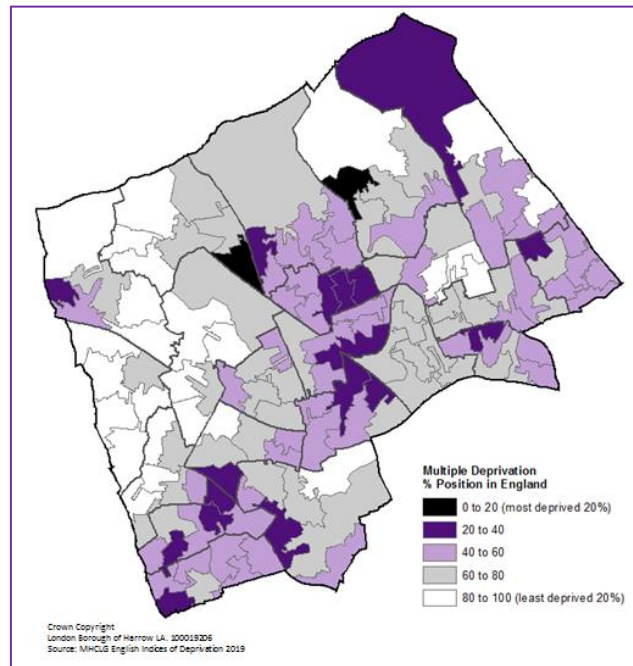 Multiple Deprivation
% Position in England
0 to 20 (most deprived 20%)
20 to 40
40 to 60
60 to 80
80 to 100 (least deprived 20%)
Crown Copyright
London Borough of Harrow LA. 100019206
Source: MHCLG English Indices of Deprivation 2019